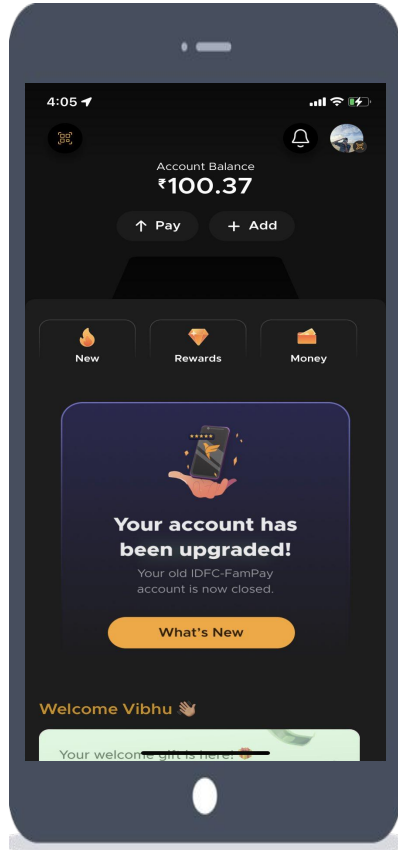 4:05
Account Balance
₹100.37
Pay
Add
New
Rewards
Money
Your account has
been upgraded!
Your old IDFC-FamPay
account is now closed.
What's New
Welcome Vibhu 👋🏽
Your welcome gift is here! 🎁